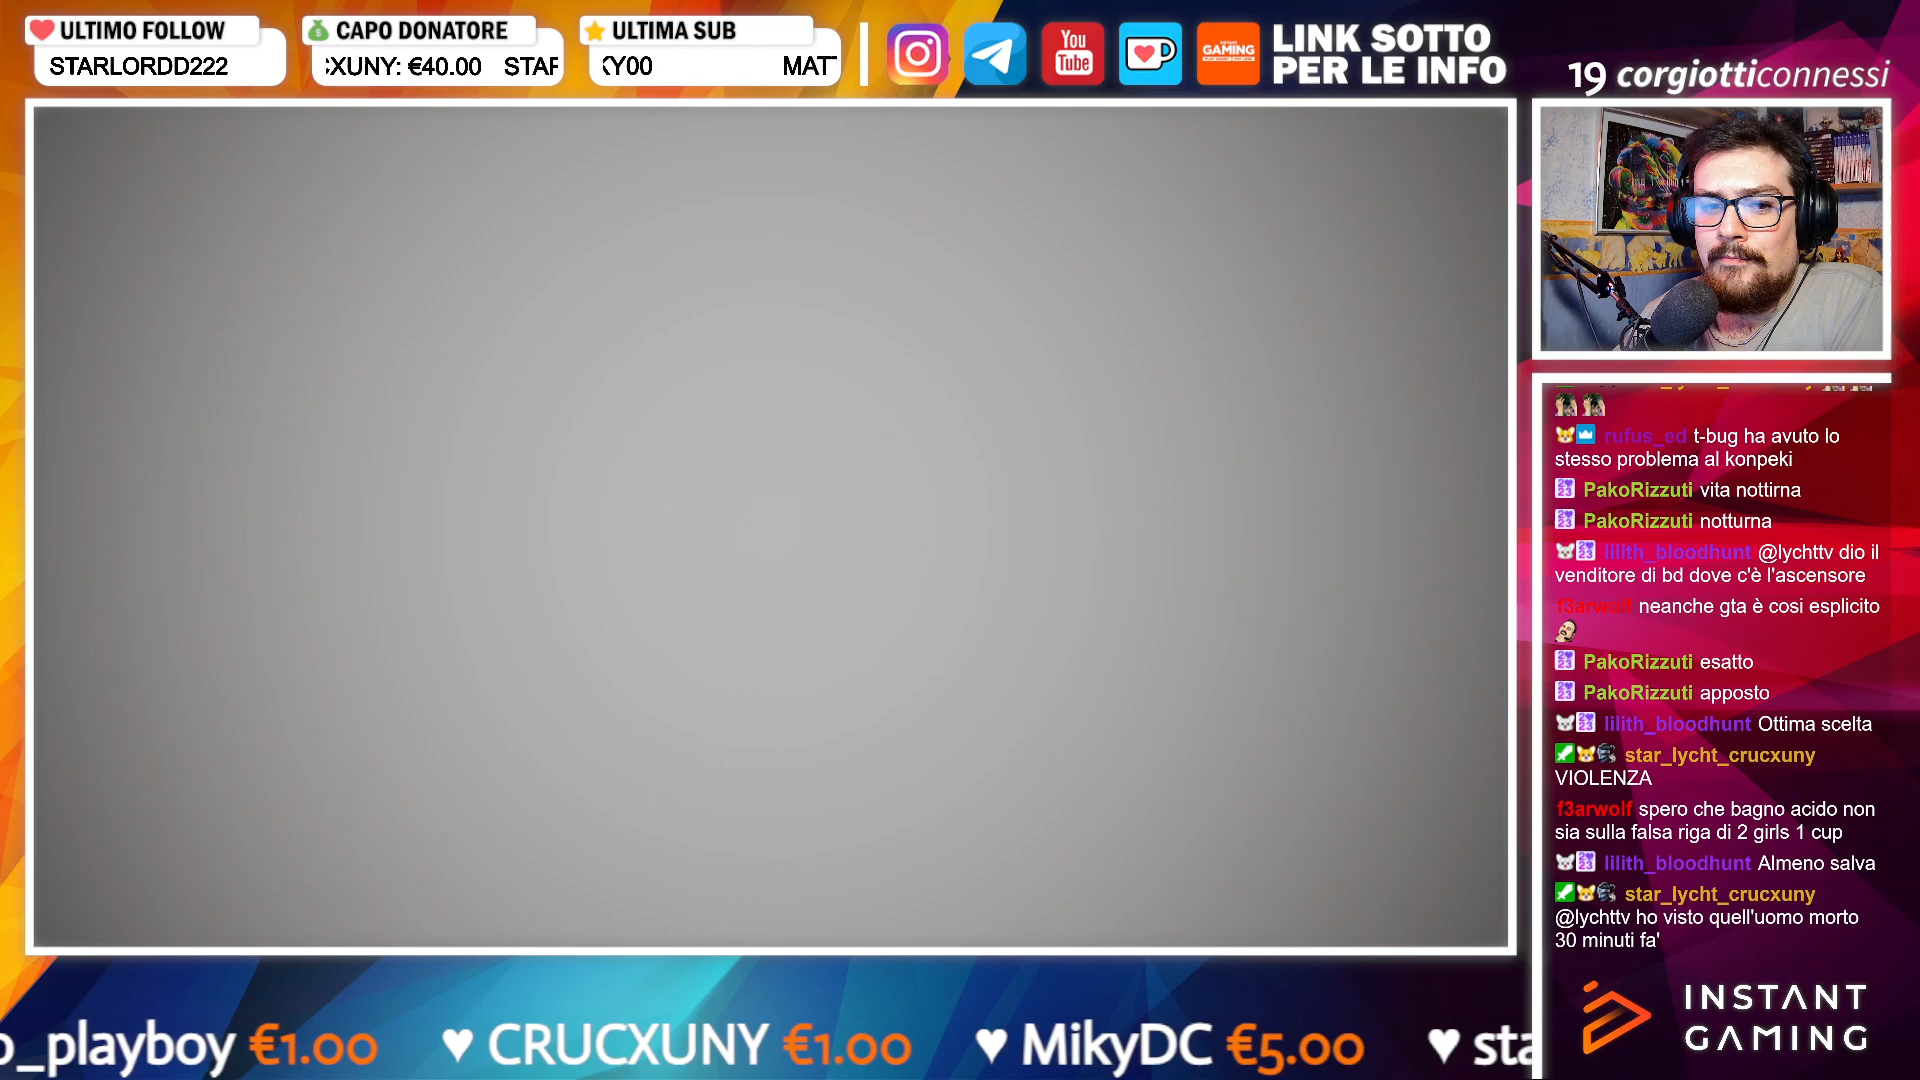 ULTIMO FOLLOW
STARLORDD222
CAPO DONATORE
XUNY: €40.00 STAR
ULTIMA SUB
Y00 MATT
You
Tube
INSTANT
GAMING
LINK SOTTO
PER LE INFO
19 corgiotticonnessi
rufus_ed t-bug ha avuto lo
stesso problema al konpeki
PakoRizzuti vita nottirna
PakoRizzuti notturna
lilith_bloodhunt @lychttv dio il
venditore di bd dove c'è l'ascensore
f3arwolf neanche gta è cosi esplicito
PakoRizzuti esatto
PakoRizzuti apposto
lilith_bloodhunt Ottima scelta
star_lycht_crucxuny
VIOLENZA
f3arwolf spero che bagno acido non
sia sulla falsa riga di 2 girls 1 cup
lilith_bloodhunt Almeno salva
star_lycht_crucxuny
@lychttv ho visto quell'uomo morto
30 minuti fa'
INSTANT
GAMING
o_playboy €1.00 ♥ CRUCXUNY €1.00 ♥ MikyDC €5.00 ♥ sta